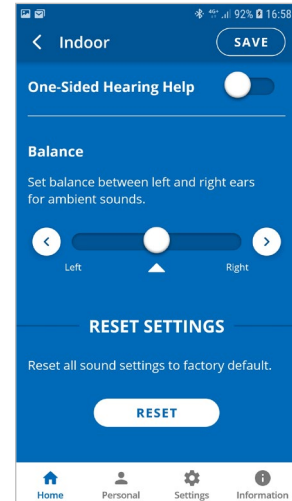 92% 16:58
Indoor
SAVE
One-Sided Hearing Help
Balance
Set balance between left and right ears
for ambient sounds.
Left Right
RESET SETTINGS
Reset all sound settings to factory default.
RESET
Home Personal Settings Information